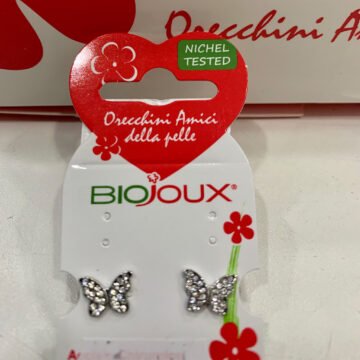 Orecchini A
NICHEL
TESTED
Orecchini Amici
della pelle
BIOJOUX®